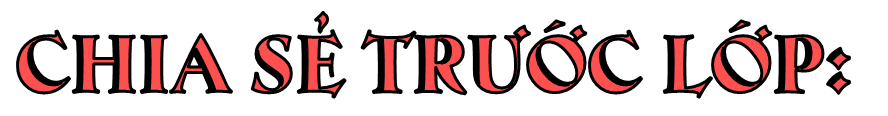 CHIA SẺ TRƯỚC LỚP: